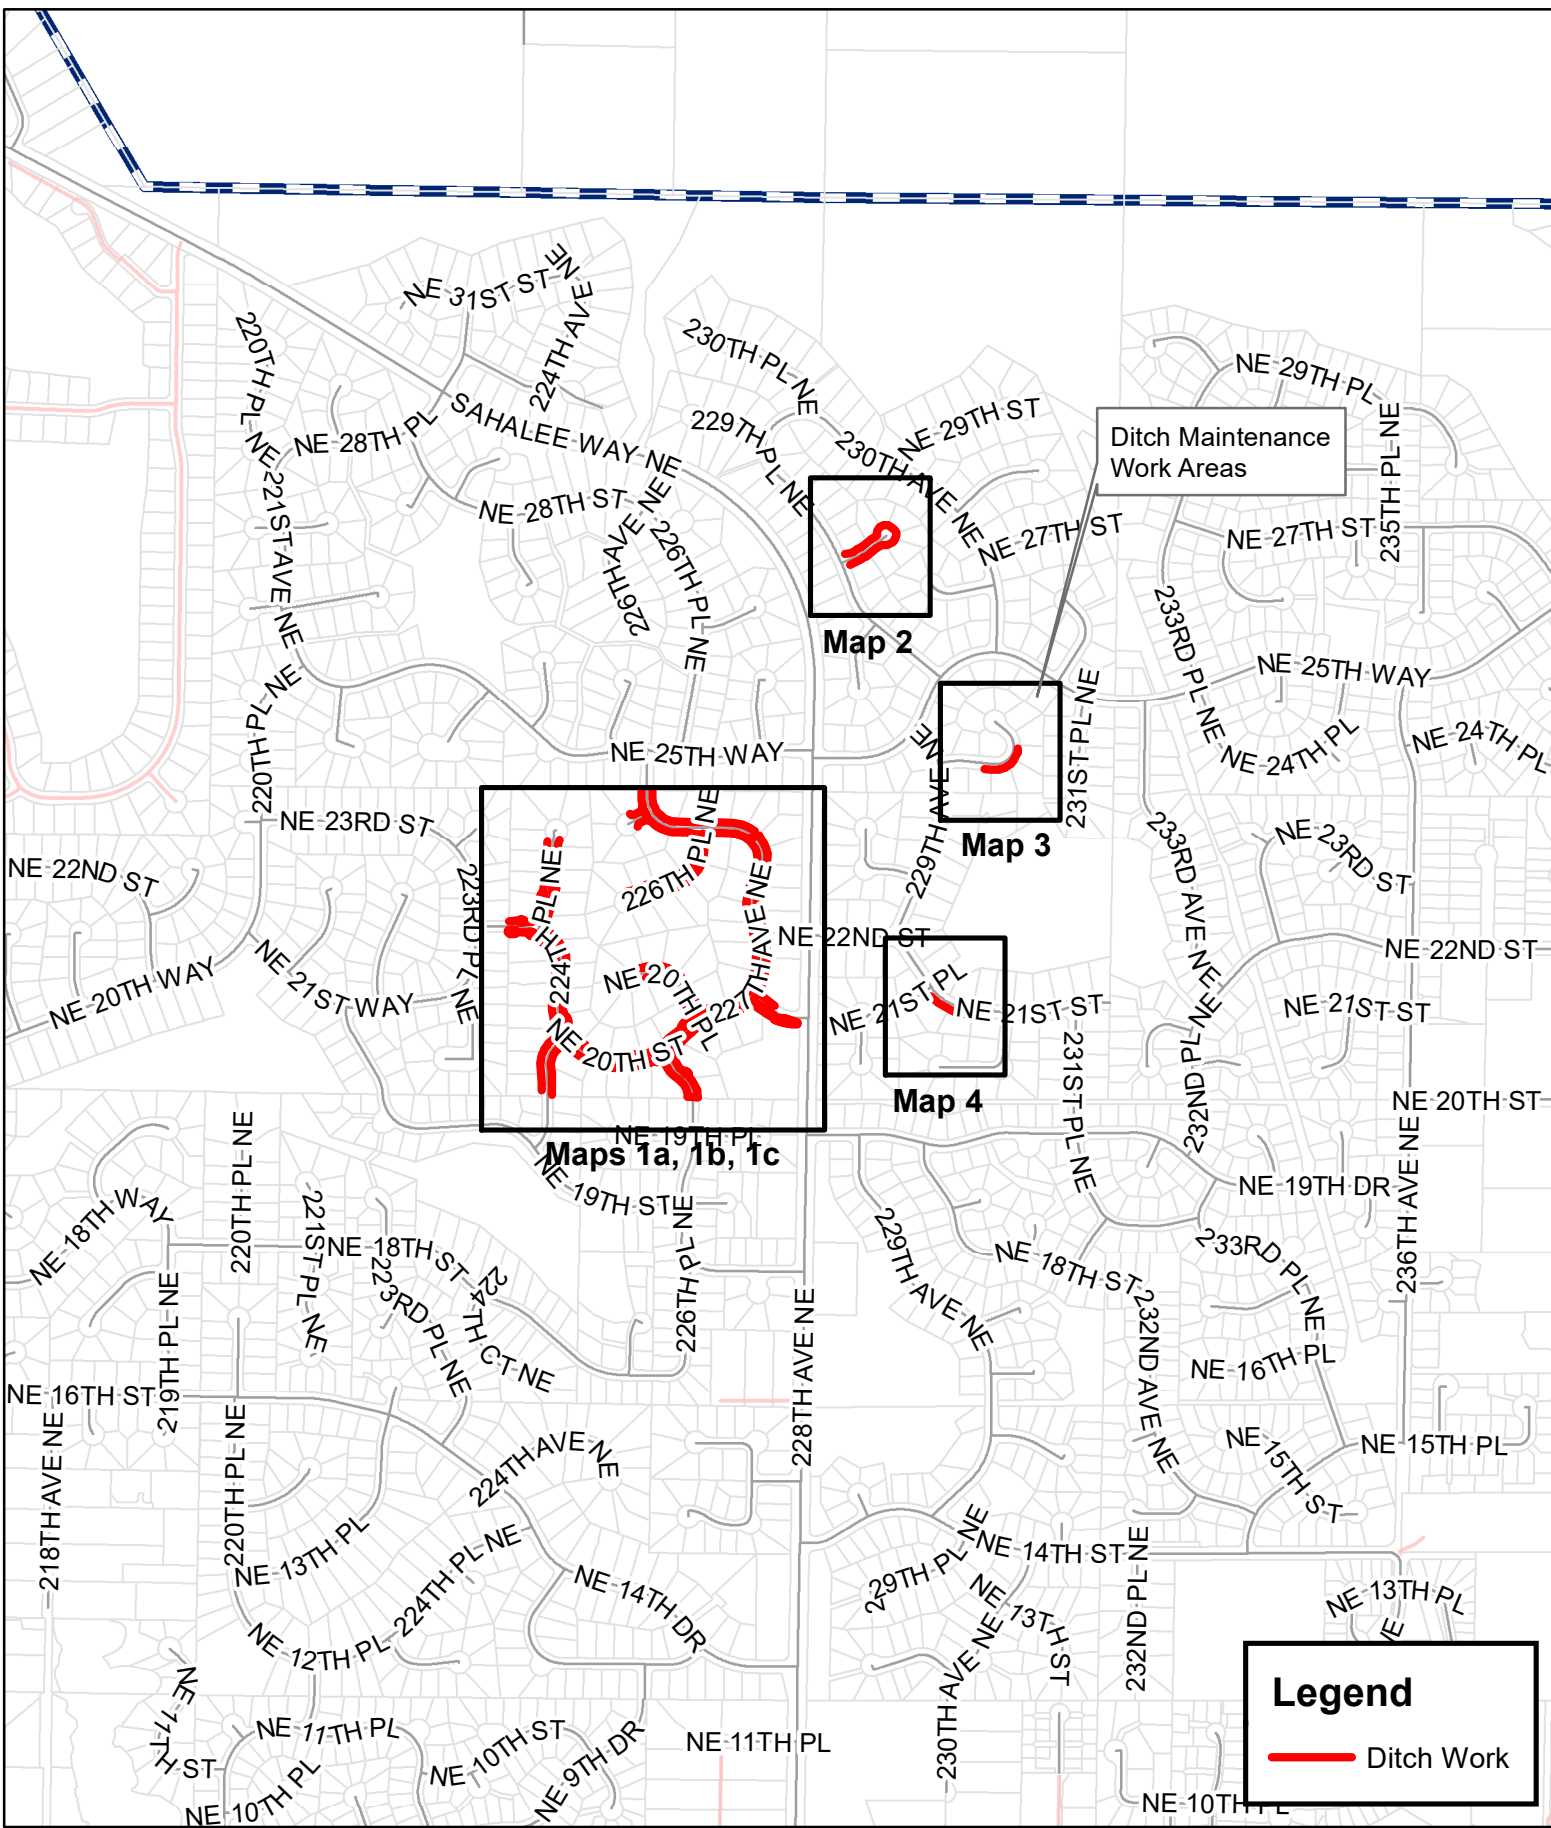 NE 31ST ST
NE
224TH AVE NE
220TH PL NE
230TH PL NE
NE 29TH PL
SAHALEE WAY NE
NE 28TH PL
229TH PL NE
NE 29TH ST
230TH AVE NE
235TH PL NE
Ditch Maintenance
Work Areas
221ST AVE NE
NE 28TH ST
226TH AVE NE
226TH PL NE
NE 27TH ST
NE 27TH ST
Map 2
233RD PL NE
NE 25TH WAY
220TH PL NE
231ST PL NE
NE 25TH WAY
NE 24TH PL
NE 24TH PL
229TH AVE NE
NE 23RD ST
Map 3
233RD AVE NE
NE 23RD ST
NE 22ND ST
223RD PL NE
224TH PL NE
226TH PL NE
227TH AVE NE
NE 22ND ST
NE 22ND ST
NE 20TH WAY
NE 21ST WAY
NE 20TH PL
NE 21ST PL
NE 21ST ST
NE 21ST ST
NE 20TH ST
231ST PL NE
232ND PL NE
Map 4
NE 20TH ST
NE 19TH PL
Maps 1a, 1b, 1c
220TH PL NE
NE 19TH ST
NE 19TH DR
236TH AVE NE
NE 18TH WAY
221ST PL NE
NE 18TH ST
226TH PL NE
229TH AVE NE
NE 18TH ST
233RD PL NE
219TH PL NE
223RD PL NE
224TH CT NE
228TH AVE NE
232ND AVE NE
NE 16TH PL
NE 16TH ST
218TH AVE NE
220TH PL NE
224TH AVE NE
NE 15TH ST
NE 15TH PL
NE 13TH PL
224TH PL NE
NE 14TH DR
229TH PL NE
NE 14TH ST
232ND PL NE
NE 13TH ST
NE 13TH PL
VE
NE 12TH PL
230TH AVE NE
NE 11TH ST
NE 11TH PL
NE 10TH ST
NE 9TH DR
NE 11TH PL
NE 10TH PL
NE 10TH PL
Legend
Ditch Work